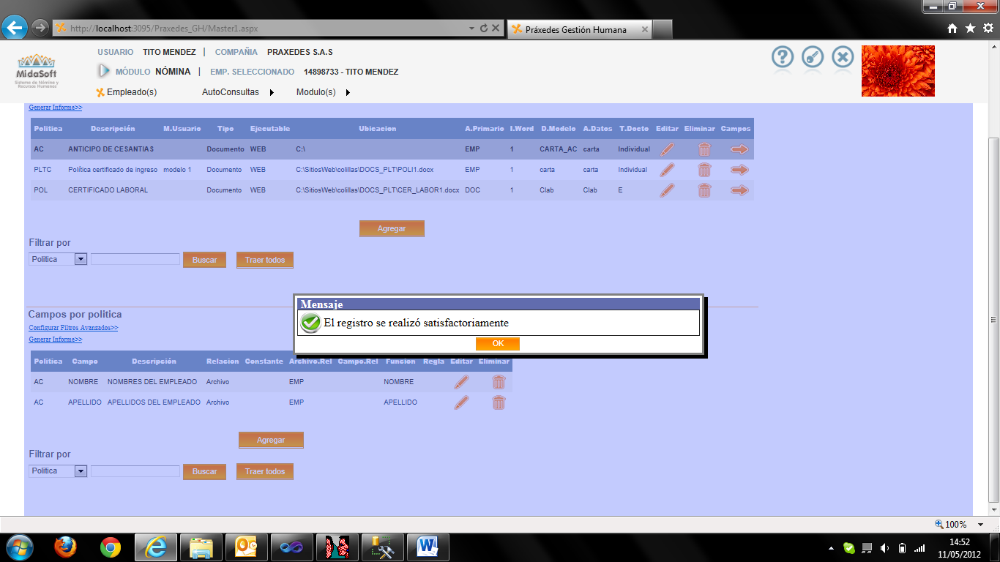 http://localhost:3095/Praxedes_GH/Master1.aspx
Práxedes Gestión Humana
MidaSoft
Sistema de Nómina y
Recursos Humanos
USUARIO TITO MENDEZ | COMPAÑIA PRAXEDES S.A.S
MÓDULO NÓMINA | EMP. SELECCIONADO 14898733 - TITO MENDEZ
Empleado(s) AutoConsultas Modulo(s)
Generar Informe>>
Politica Descripción M.Usuario Tipo Ejecutable Ubicacion A.Primario I.Word D.Modelo A.Datos T.Docto Editar Eliminar Campos
AC ANTICIPO DE CESANTIAS Documento WEB C:\ EMP 1 CARTA_AC carta Individual
PLTC Política certificado de ingreso modelo 1 Documento WEB C:\SitiosWeb\colillas\DOCS_PLT\POLI1.docx EMP 1 carta carta Individual
POL CERTIFICADO LABORAL Documento WEB C:\SitiosWeb\colillas\DOCS_PLT\CER_LABOR1.docx DOC 1 Clab Clab E
Agregar
Filtrar por
Politica Buscar Traer todos
Mensaje
El registro se realizó satisfactoriamente
OK
Campos por politica
Configurar Filtros Avanzados>>
Generar Informe>>
Politica Campo Descripción Relacion Constante Archivo.Rel Campo.Rel Funcion Regla Editar Eliminar
AC NOMBRE NOMBRES DEL EMPLEADO Archivo EMP NOMBRE
AC APELLIDO APELLIDOS DEL EMPLEADO Archivo EMP APELLIDO
Agregar
Filtrar por
Politica Buscar Traer todos
100%
14:52
11/05/2012